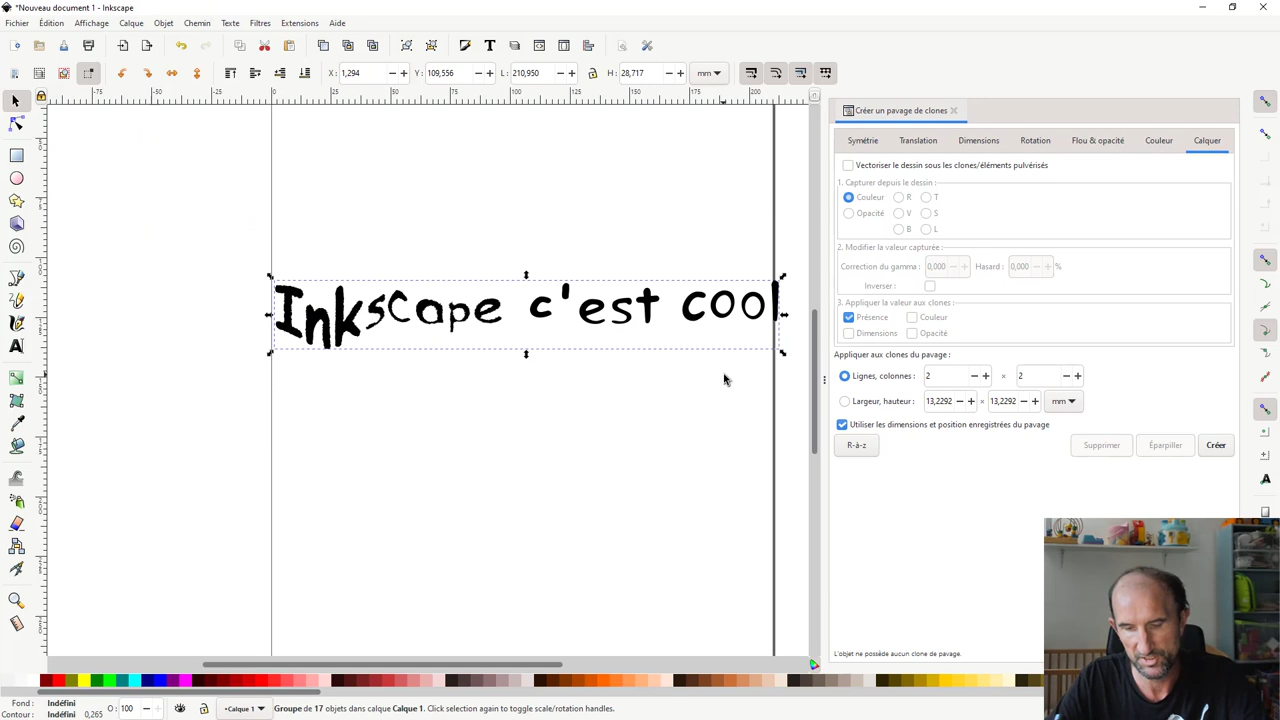 *Nouveau document 1 - Inkscape
Fichier Édition Affichage Calque Objet Chemin Texte Filtres Extensions Aide
X : 1,294 Y : 109,556 L : 210,950 H : 28,717 mm
Créer un pavage de clones
Symétrie Translation Dimensions Rotation Flou & opacité Couleur Calquer
Vectoriser le dessin sous les clones/éléments pulvérisés
1. Capturer depuis le dessin :
Couleur R T
Opacité V S
B L
2. Modifier la valeur capturée :
Correction du gamma : 0,000 Hasard : 0,000 %
Inverser :
3. Appliquer la valeur aux clones :
Présence Couleur
Dimensions Opacité
Appliquer aux clones du pavage :
Lignes, colonnes : 2 × 2
Largeur, hauteur : 13,2292 × 13,2292 mm
Utiliser les dimensions et position enregistrées du pavage
R-à-z Supprimer Éparpiller Créer
Inkscape c'est cool
L'objet ne possède aucun clone de pavage.
Fond : Indéfini
Contour : Indéfini 0,265
O : 100
•Calque 1
Groupe de 17 objets dans calque Calque 1. Click selection again to toggle scale/rotation handles.